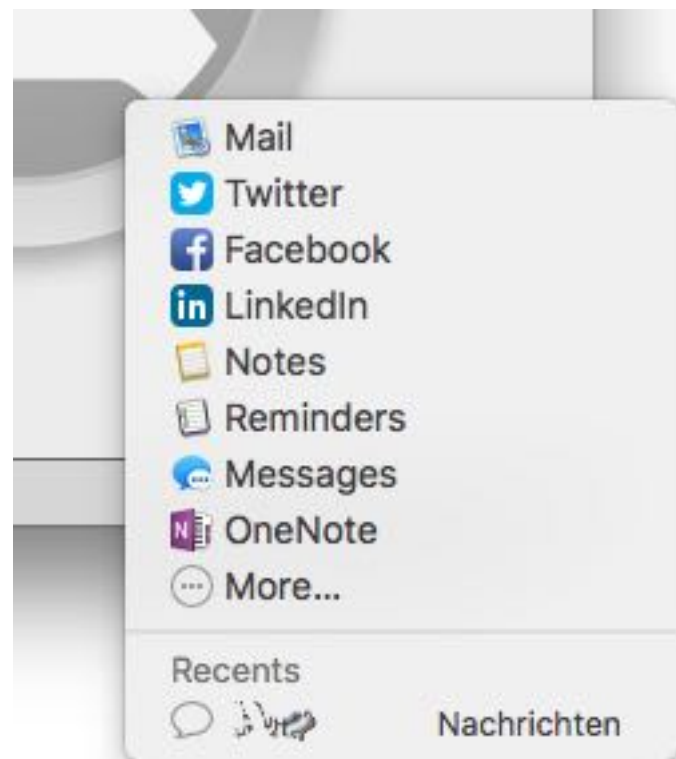 Mail
Twitter
Facebook
LinkedIn
Notes
Reminders
Messages
OneNote
More...
Recents
Nachrichten